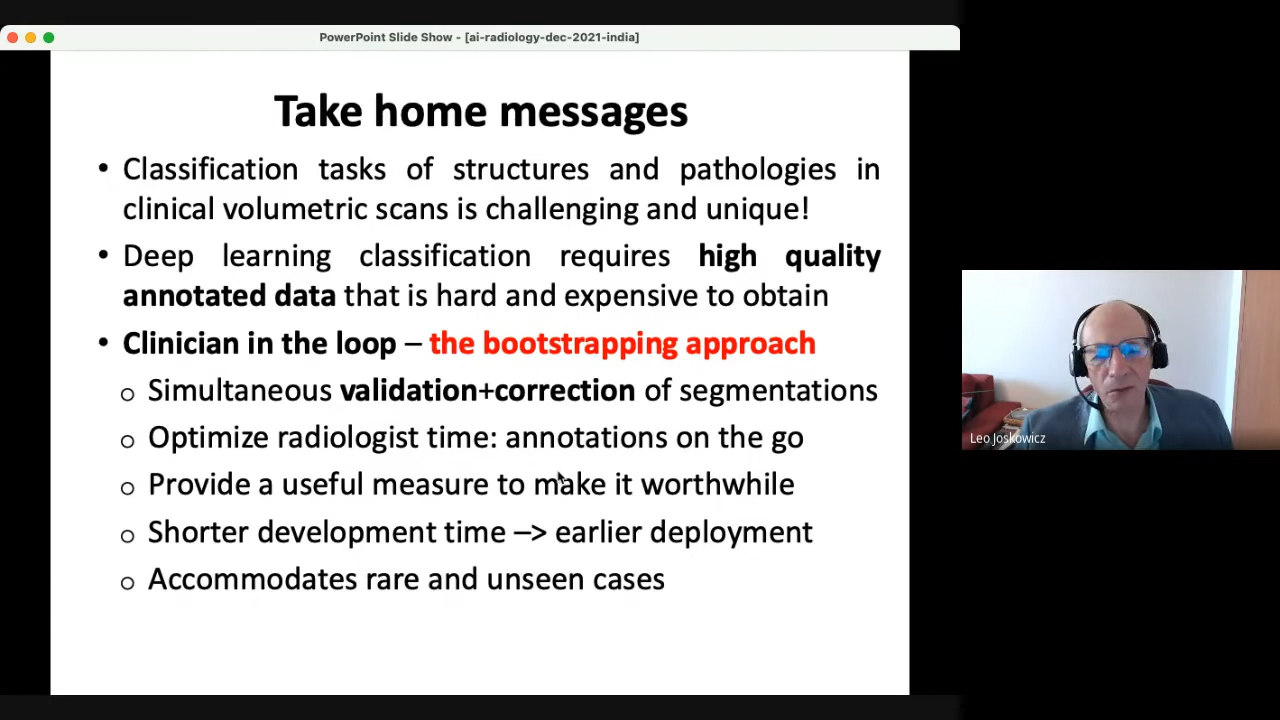 PowerPoint Slide Show - [ai-radiology-dec-2021-india]
Take home messages
• Classification tasks of structures and pathologies in
clinical volumetric scans is challenging and unique!
• Deep learning classification requires high quality
annotated data that is hard and expensive to obtain
• Clinician in the loop – the bootstrapping approach
o Simultaneous validation+correction of segmentations
o Optimize radiologist time: annotations on the go
o Provide a useful measure to make it worthwhile
o Shorter development time –> earlier deployment
o Accommodates rare and unseen cases
Leo Joskowicz